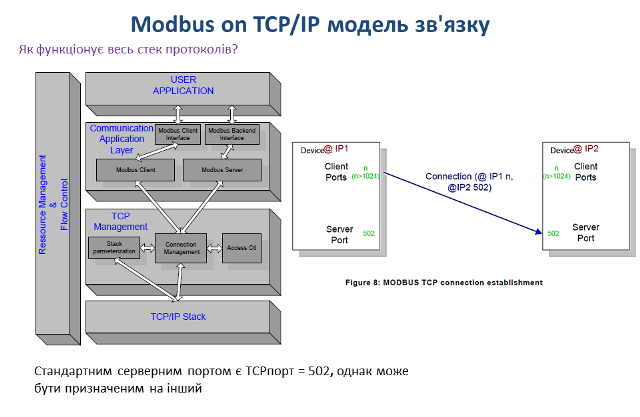 Modbus on TCP/IP модель зв'язку
Як функціонує весь стек протоколів?
Ressource Management
&
Flow Control
USER
APPLICATION
Communication
Application
Layer
Modbus Client
Interface
Modbus Backend
Interface
Modbus Client
Modbus Server
TCP
Management
Stack
parmeterization
Connection
Management
Access Ctl
TCP/IP Stack
Device@ IP1
Client
Ports
n
(n>1024)
Server
Port
502
Connection (@ IP1 n,
@IP2 502)
Device@ IP2
n
(n>1024)
Client
Ports
502
Server
Port
Figure 8: MODBUS TCP connection establishment
Стандартним серверним портом є TCPпорт = 502, однак може
бути призначеним на інший